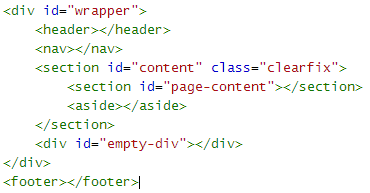 <div id="wrapper">
    <header></header>
    <nav></nav>
    <section id="content" class="clearfix">
        <section id="page-content"></section>
        <aside></aside>
    </section>
    <div id="empty-div"></div>
</div>
<footer></footer>